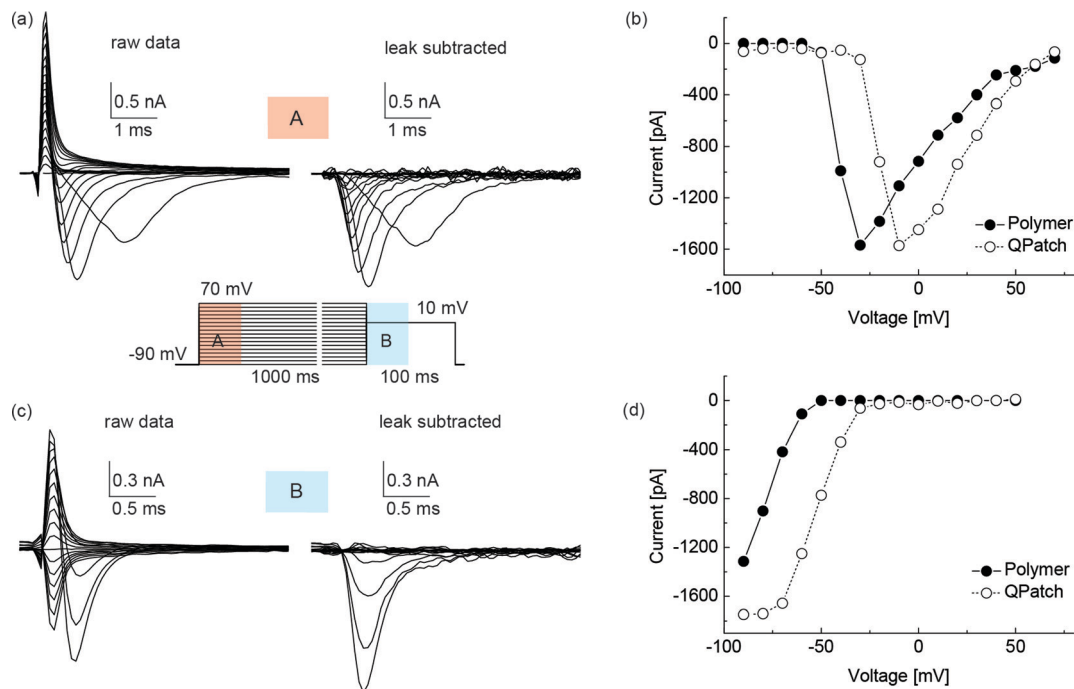 (a)
raw data
leak subtracted
0.5 nA
1 ms
A
0.5 nA
1 ms
70 mV
10 mV
A
B
-90 mV
1000 ms
100 ms
(b)
0
-400
-800
-1200
-1600
Current [pA]
Polymer
QPatch
-100
-50
0
50
Voltage [mV]
(c)
raw data
leak subtracted
0.3 nA
0.5 ms
B
0.3 nA
0.5 ms
(d)
0
-400
-800
-1200
-1600
Current [pA]
Polymer
QPatch
-100
-50
0
50
Voltage [mV]